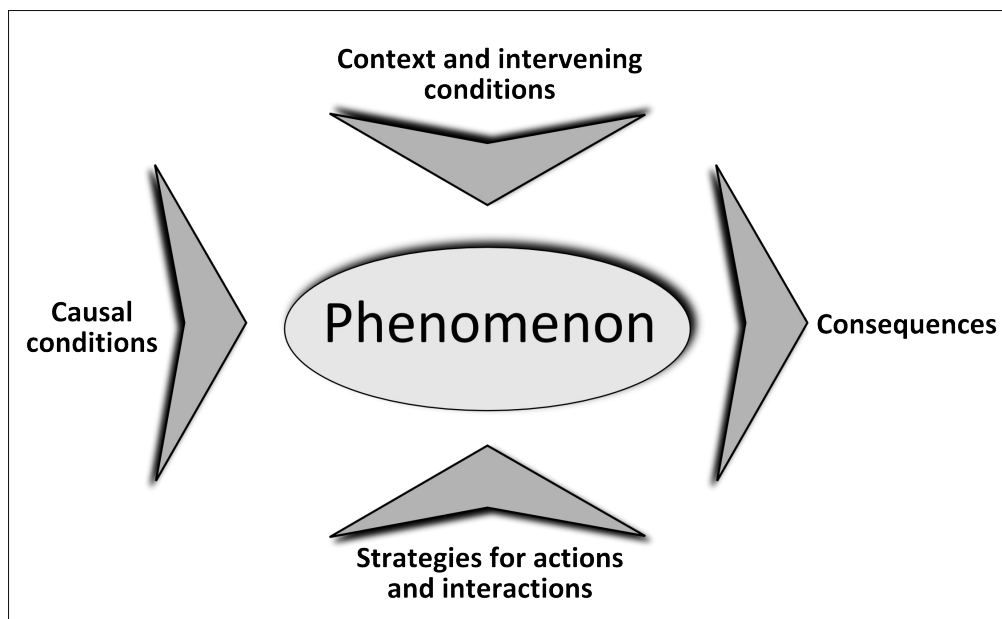 Context and intervening
conditions
Causal
conditions
Phenomenon
Consequences
Strategies for actions
and interactions